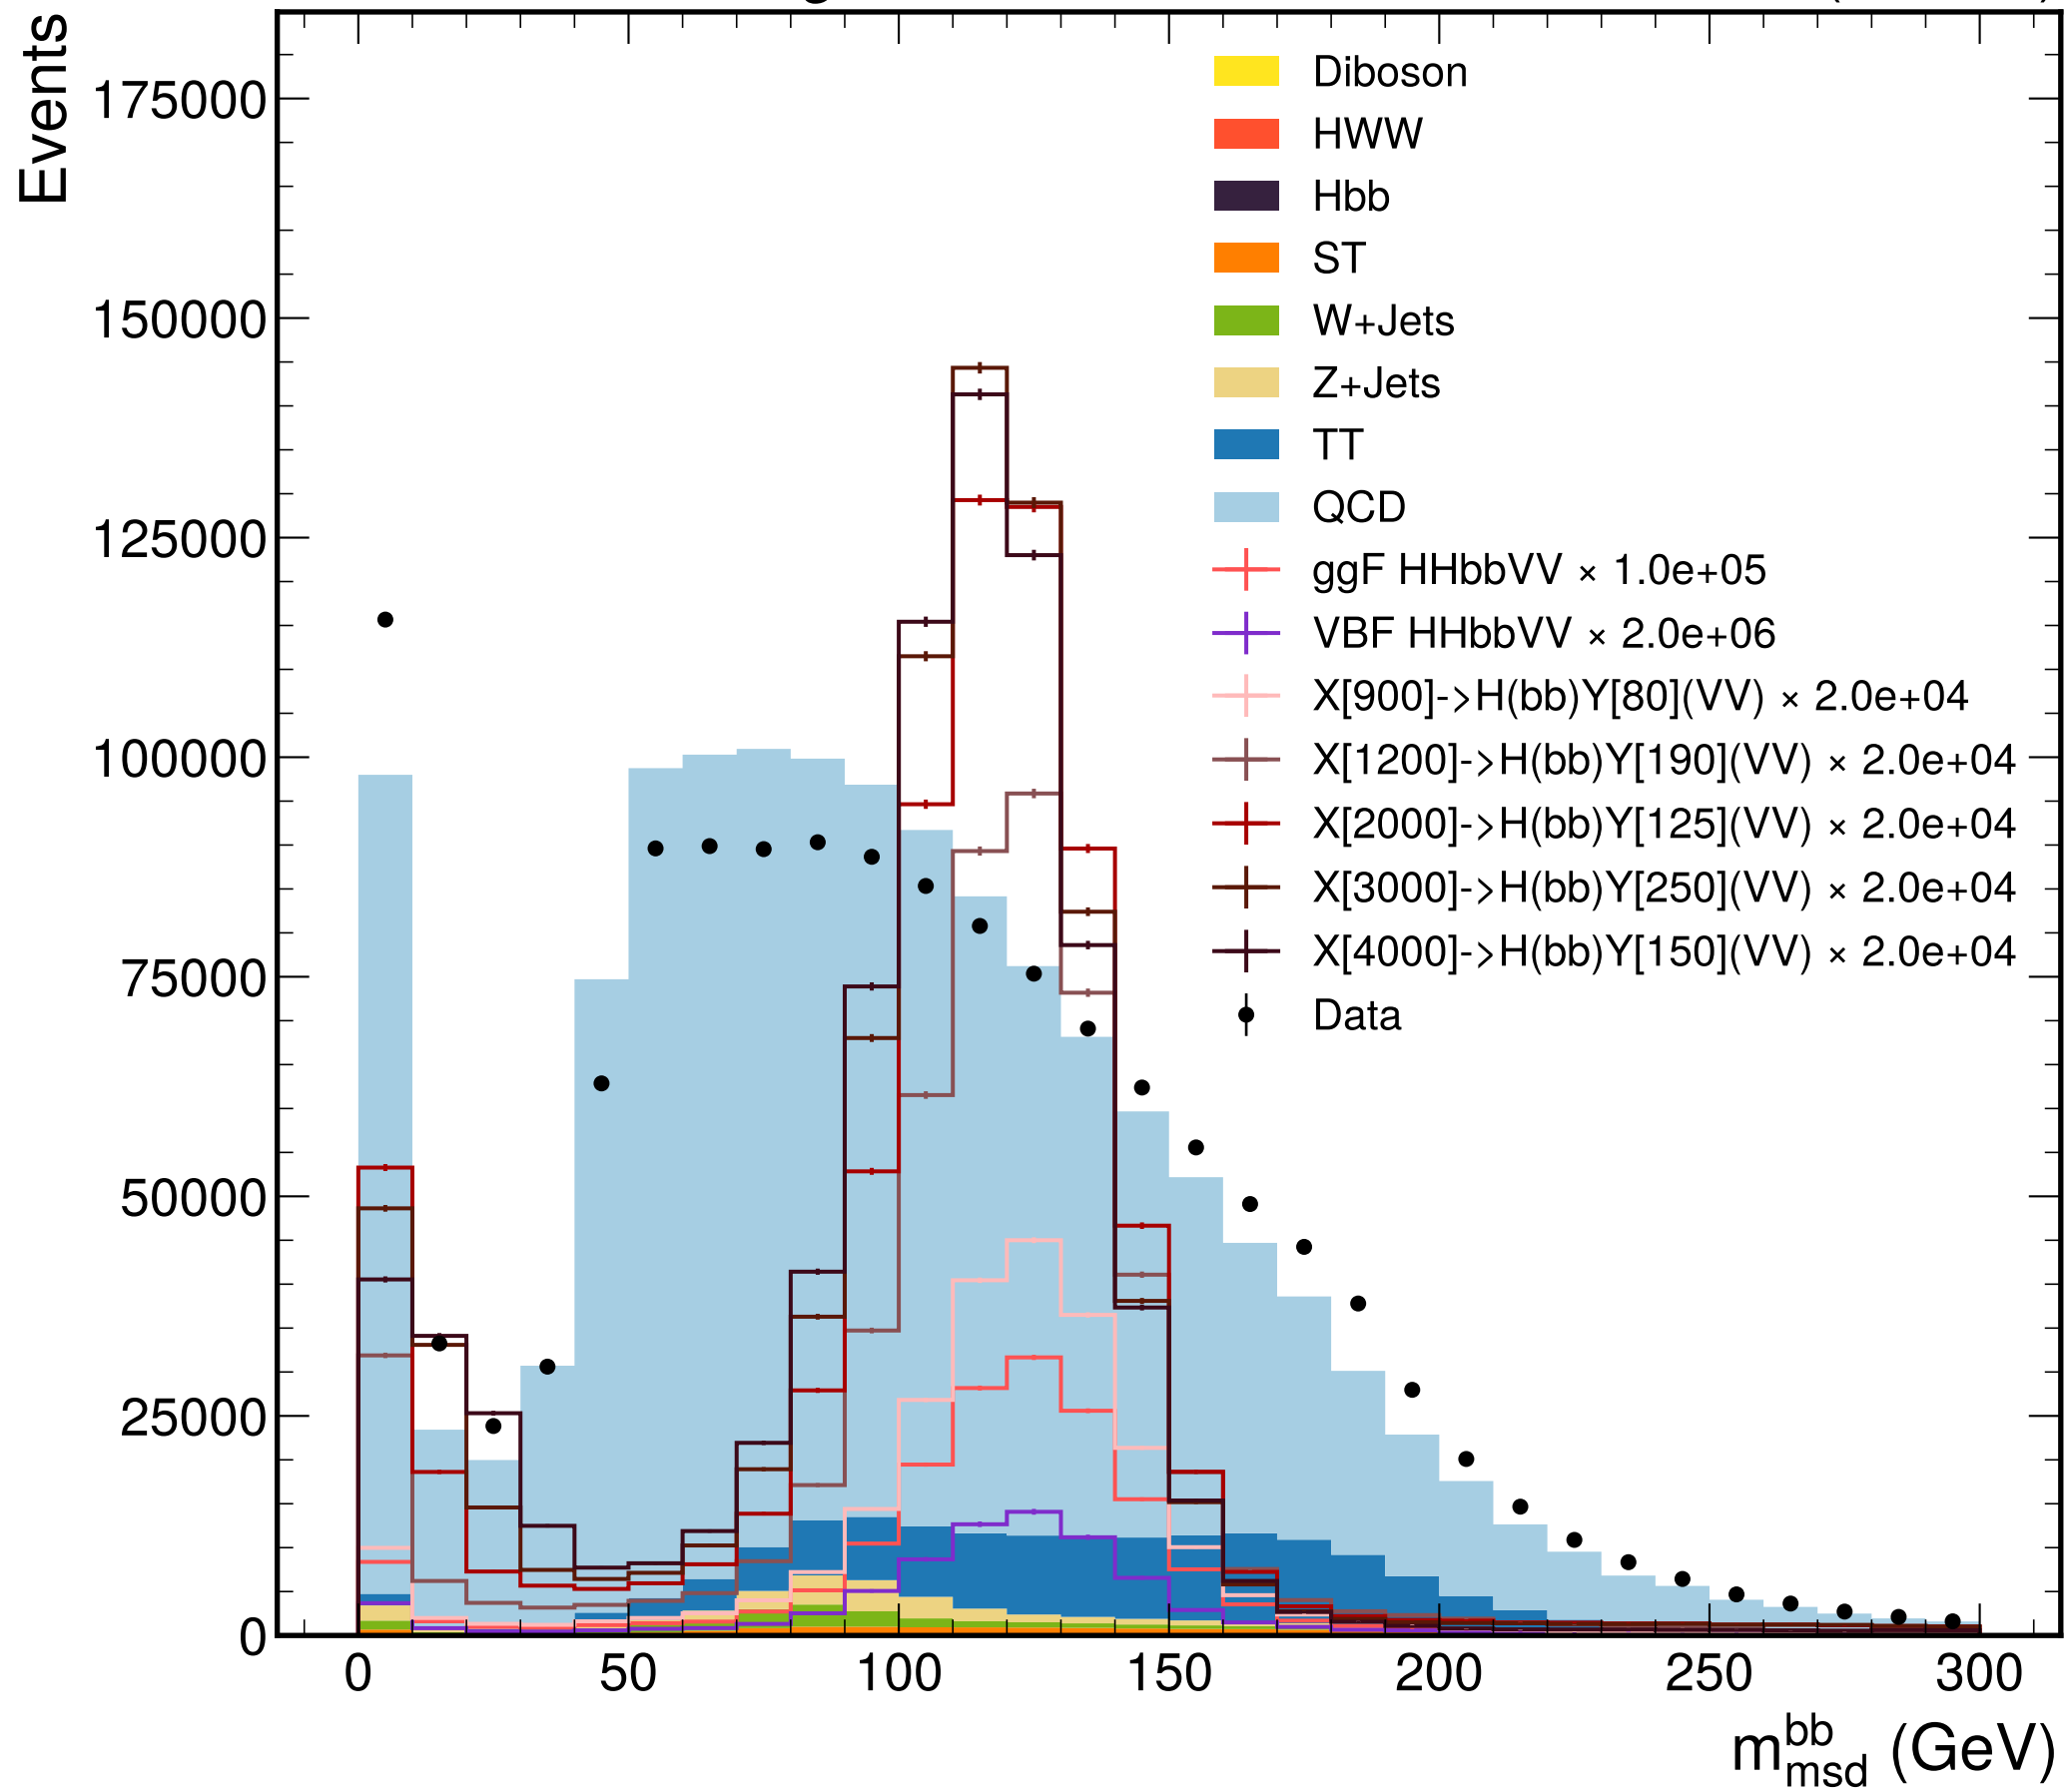 Events
175000
150000
125000
100000
75000
50000
25000
0
Diboson
HWW
Hbb
ST
W+Jets
Z+Jets
TT
QCD
ggF HHbbVV × 1.0e+05
VBF HHbbVV × 2.0e+06
X[900]->H(bb)Y[80](VV) × 2.0e+04
X[1200]->H(bb)Y[190](VV) × 2.0e+04
X[2000]->H(bb)Y[125](VV) × 2.0e+04
X[3000]->H(bb)Y[250](VV) × 2.0e+04
X[4000]->H(bb)Y[150](VV) × 2.0e+04
Data
0 50 100 150 200 250 300
m^{bb}_{msd} (GeV)